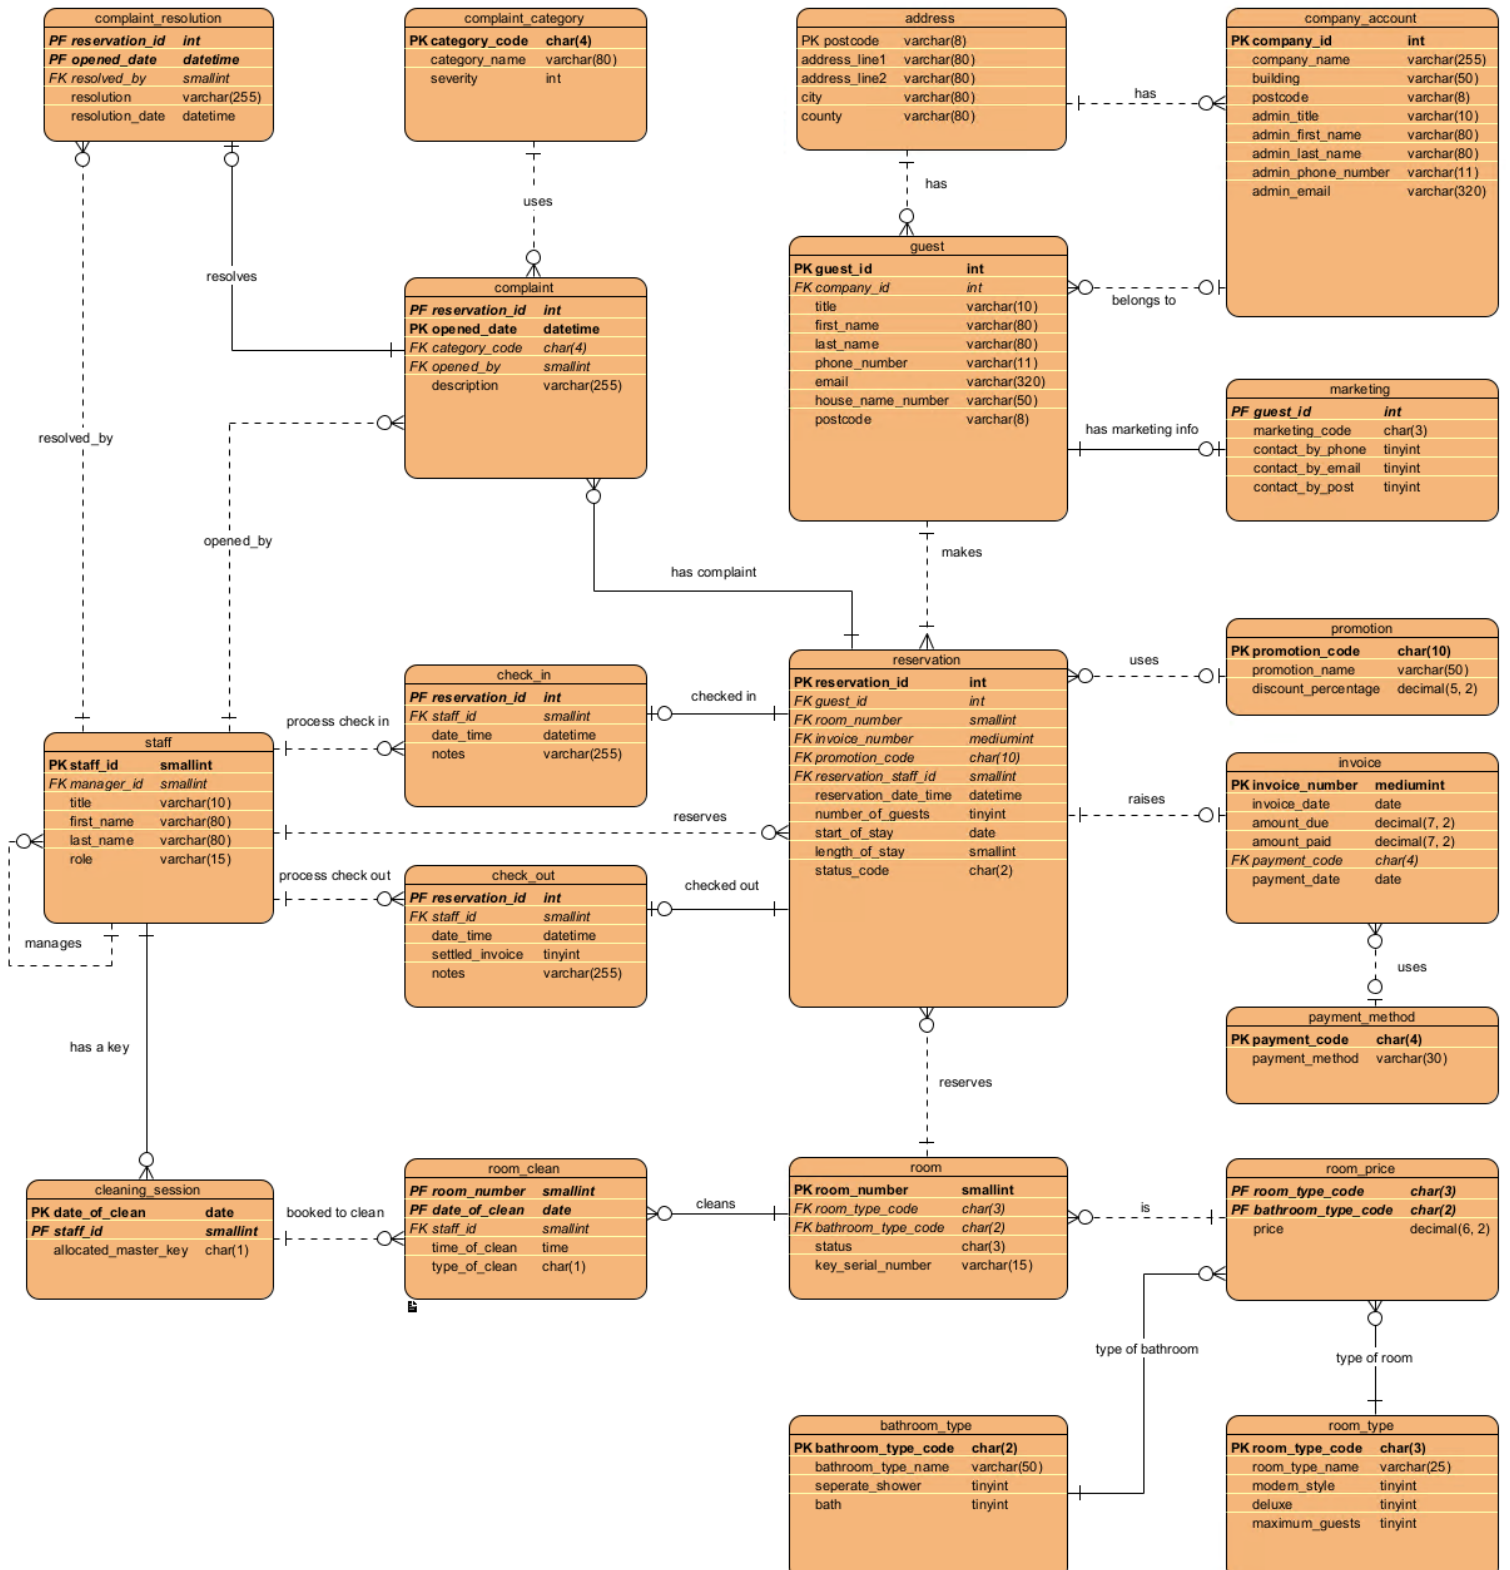 complaint_resolution
PF reservation_id int
PF opened_date datetime
FK resolved_by smallint
resolution varchar(255)
resolution_date datetime
complaint_category
PK category_code char(4)
category_name varchar(80)
severity int
address
PK postcode varchar(8)
address_line1 varchar(80)
address_line2 varchar(80)
city varchar(80)
county varchar(80)
company_account
PK company_id int
company_name varchar(255)
building varchar(50)
postcode varchar(8)
admin_title varchar(10)
admin_first_name varchar(80)
admin_last_name varchar(80)
admin_phone_number varchar(11)
admin_email varchar(320)
has
has
uses
resolves
belongs to
complaint
PF reservation_id int
PK opened_date datetime
FK category_code char(4)
FK opened_by smallint
description varchar(255)
guest
PK guest_id int
FK company_id int
title varchar(10)
first_name varchar(80)
last_name varchar(80)
phone_number varchar(11)
email varchar(320)
house_name_number varchar(50)
postcode varchar(8)
marketing
PF guest_id int
marketing_code char(3)
contact_by_phone tinyint
contact_by_email tinyint
contact_by_post tinyint
has marketing info
resolved_by
opened_by
makes
has complaint
promotion
PK promotion_code char(10)
promotion_name varchar(50)
discount_percentage decimal(5, 2)
uses
check_in
PF reservation_id int
FK staff_id smallint
date_time datetime
notes varchar(255)
checked in
process check in
reservation
PK reservation_id int
FK guest_id int
FK room_number smallint
FK invoice_number mediumint
FK promotion_code char(10)
FK reservation_staff_id smallint
reservation_date_time datetime
number_of_guests tinyint
start_of_stay date
length_of_stay smallint
status_code char(2)
staff
PK staff_id smallint
FK manager_id smallint
title varchar(10)
first_name varchar(80)
last_name varchar(80)
role varchar(15)
manages
invoice
PK invoice_number mediumint
invoice_date date
amount_due decimal(7, 2)
amount_paid decimal(7, 2)
FK payment_code char(4)
payment_date date
raises
reserves
process check out
check_out
PF reservation_id int
FK staff_id smallint
date_time datetime
settled_invoice tinyint
notes varchar(255)
checked out
uses
payment_method
PK payment_code char(4)
payment_method varchar(30)
has a key
reserves
cleaning_session
PK date_of_clean date
PF staff_id smallint
allocated_master_key char(1)
booked to clean
room_clean
PF room_number smallint
PF date_of_clean date
FK staff_id smallint
time_of_clean time
type_of_clean char(1)
cleans
room
PK room_number smallint
FK room_type_code char(3)
FK bathroom_type_code char(2)
status char(3)
key_serial_number varchar(15)
is
room_price
PF room_type_code char(3)
PF bathroom_type_code char(2)
price decimal(6, 2)
type of bathroom
type of room
bathroom_type
PK bathroom_type_code char(2)
bathroom_type_name varchar(50)
seperate_shower tinyint
bath tinyint
room_type
PK room_type_code char(3)
room_type_name varchar(25)
modern_style tinyint
deluxe tinyint
maximum_guests tinyint